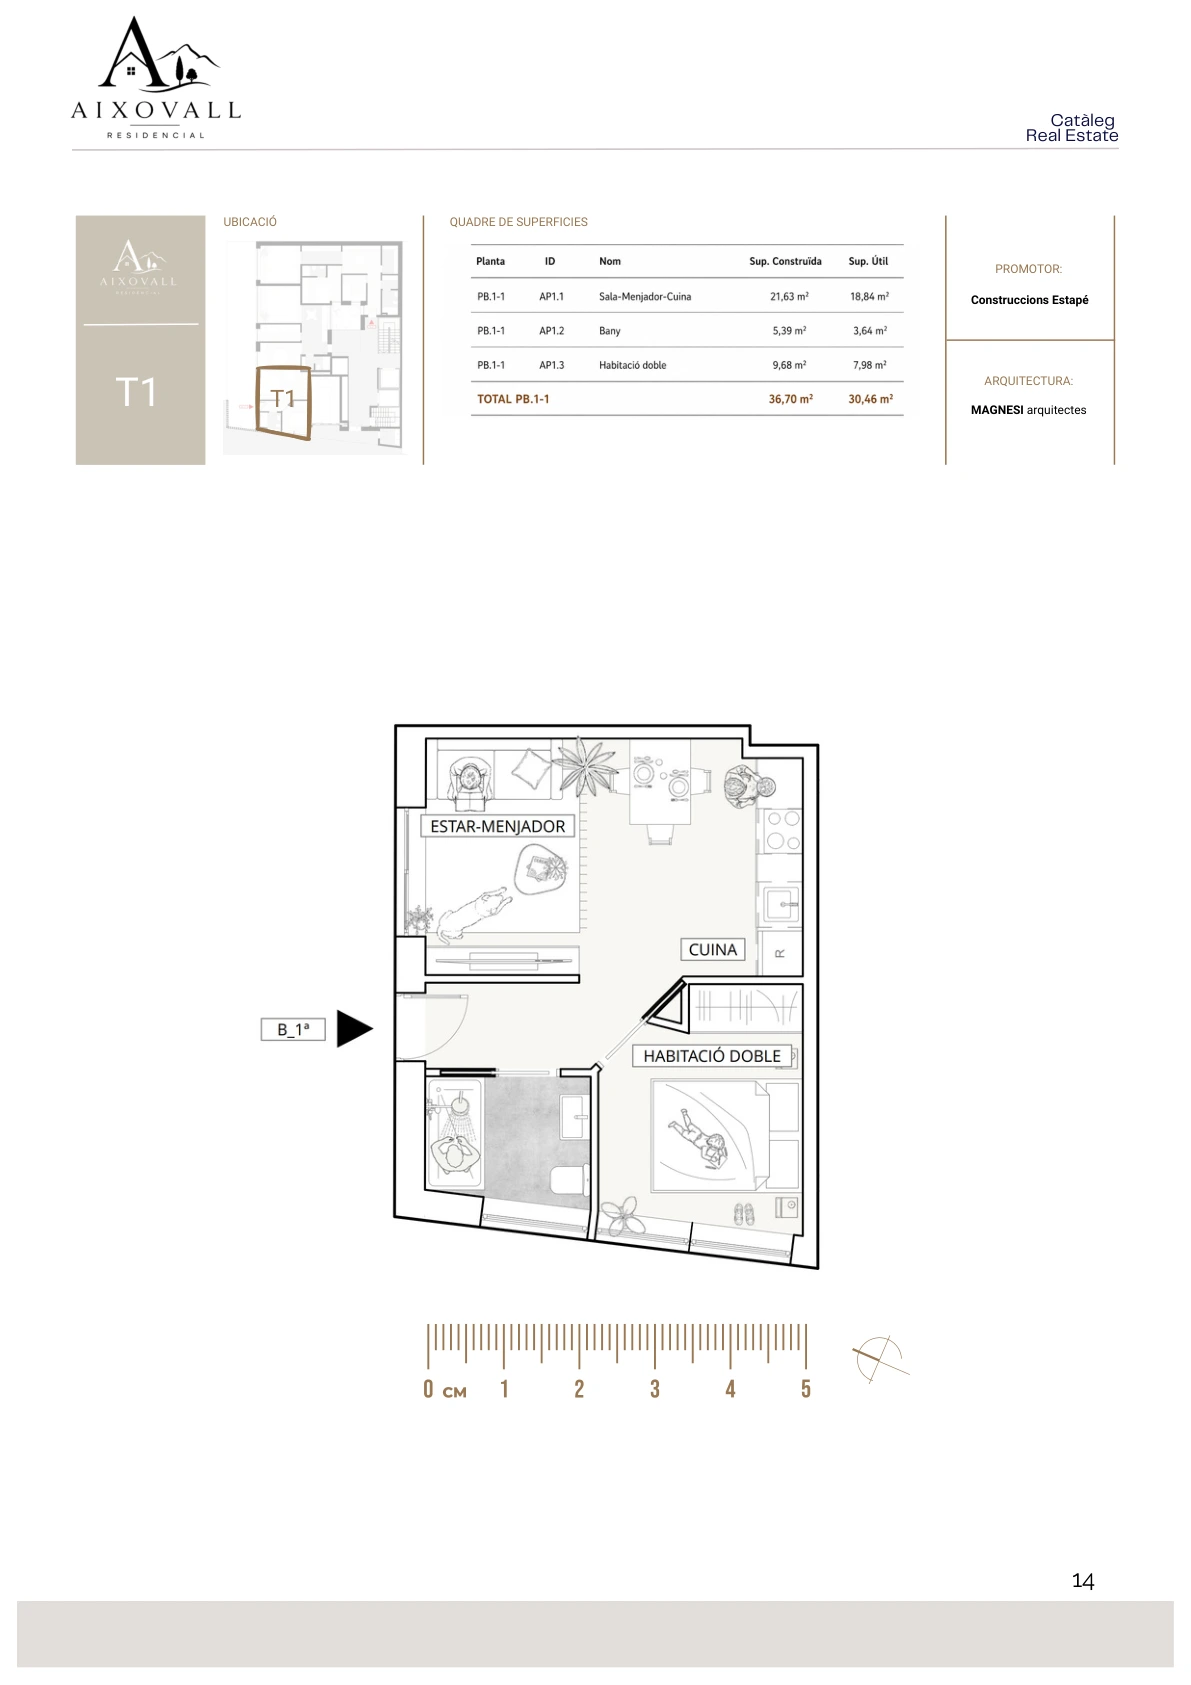 AIXOVALL
RESIDENCIAL
Catàleg
Real Estate
AIXOVALL
RESIDENCIAL
T1
UBICACIÓ
T1
QUADRE DE SUPERFICIES
Planta ID Nom Sup. Construïda Sup. Útil
PB.1-1 AP1.1 Sala-Menjador-Cuina 21,63 m² 18,84 m²
PB.1-1 AP1.2 Bany 5,39 m² 3,64 m²
PB.1-1 AP1.3 Habitació doble 9,68 m² 7,98 m²
TOTAL PB.1-1 36,70 m² 30,46 m²
PROMOTOR:
Construccions Estapé
ARQUITECTURA:
MAGNESI arquitectes
ESTAR-MENJADOR
CUINA
R
B_1ª
HABITACIÓ DOBLE
0 CM 1 2 3 4 5
14